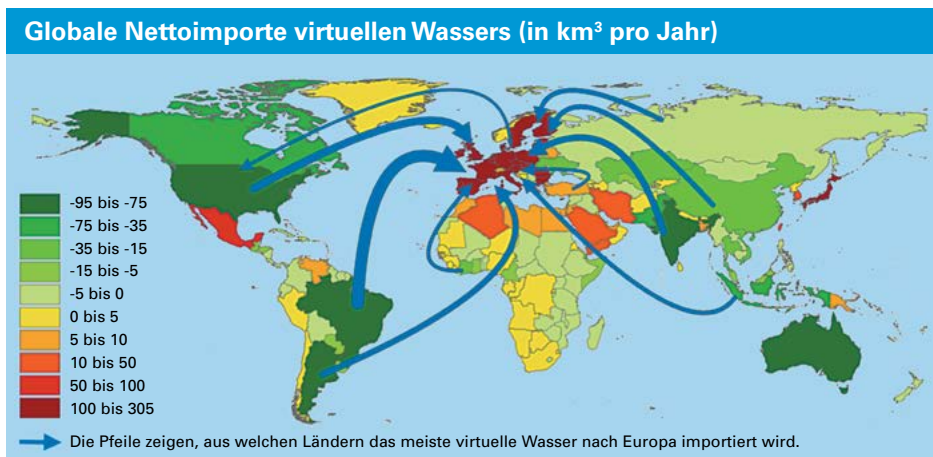 Globale Nettoimporte virtuellen Wassers (in km³ pro Jahr)
-95 bis -75
-75 bis -35
-35 bis -15
-15 bis -5
-5 bis 0
0 bis 5
5 bis 10
10 bis 50
50 bis 100
100 bis 305
Die Pfeile zeigen, aus welchen Ländern das meiste virtuelle Wasser nach Europa importiert wird.